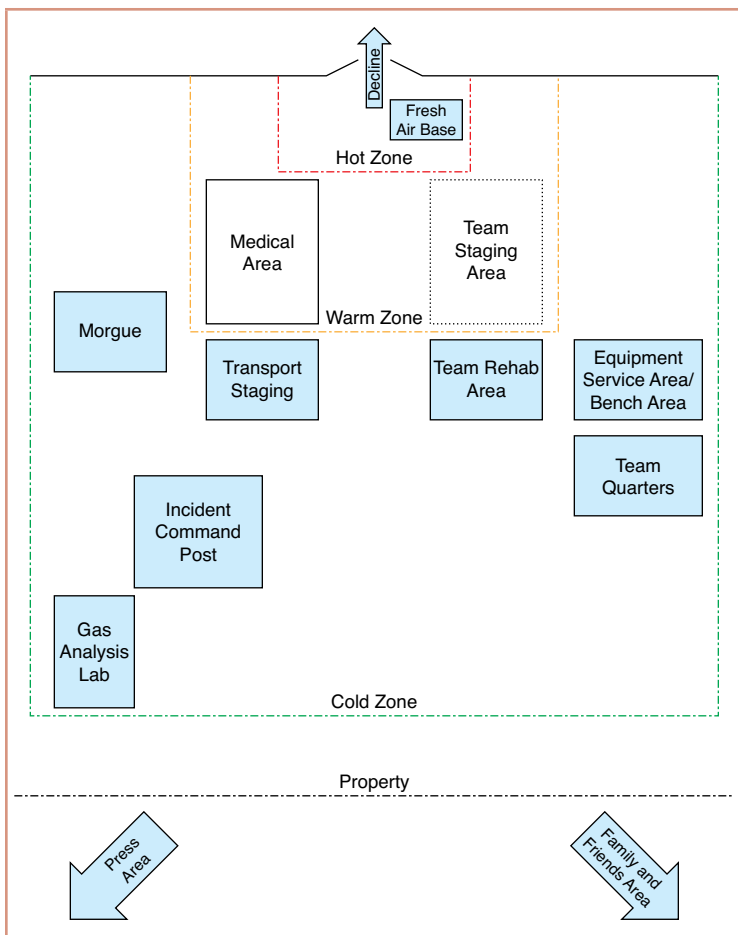 Decline
Fresh
Air Base
Hot Zone
Medical
Area
Team
Staging
Area
Warm Zone
Morgue
Transport
Staging
Team Rehab
Area
Equipment
Service Area/
Bench Area
Team
Quarters
Incident
Command
Post
Gas
Analysis
Lab
Cold Zone
Property
Press
Area
Family and
Friends Area